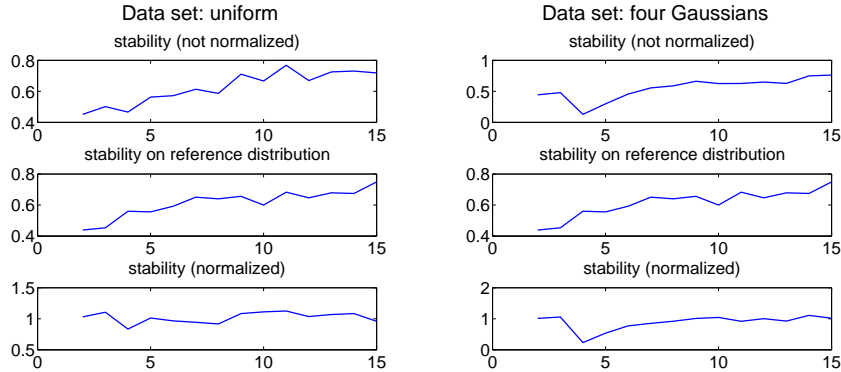 Data set: uniform
stability (not normalized)
0.8
0.6
0.4
0 5 10 15
stability on reference distribution
0.8
0.6
0.4
0 5 10 15
stability (normalized)
1.5
1
0.5
0 5 10 15
Data set: four Gaussians
stability (not normalized)
1
0.5
0
0 5 10 15
stability on reference distribution
0.8
0.6
0.4
0 5 10 15
stability (normalized)
2
1
0
0 5 10 15